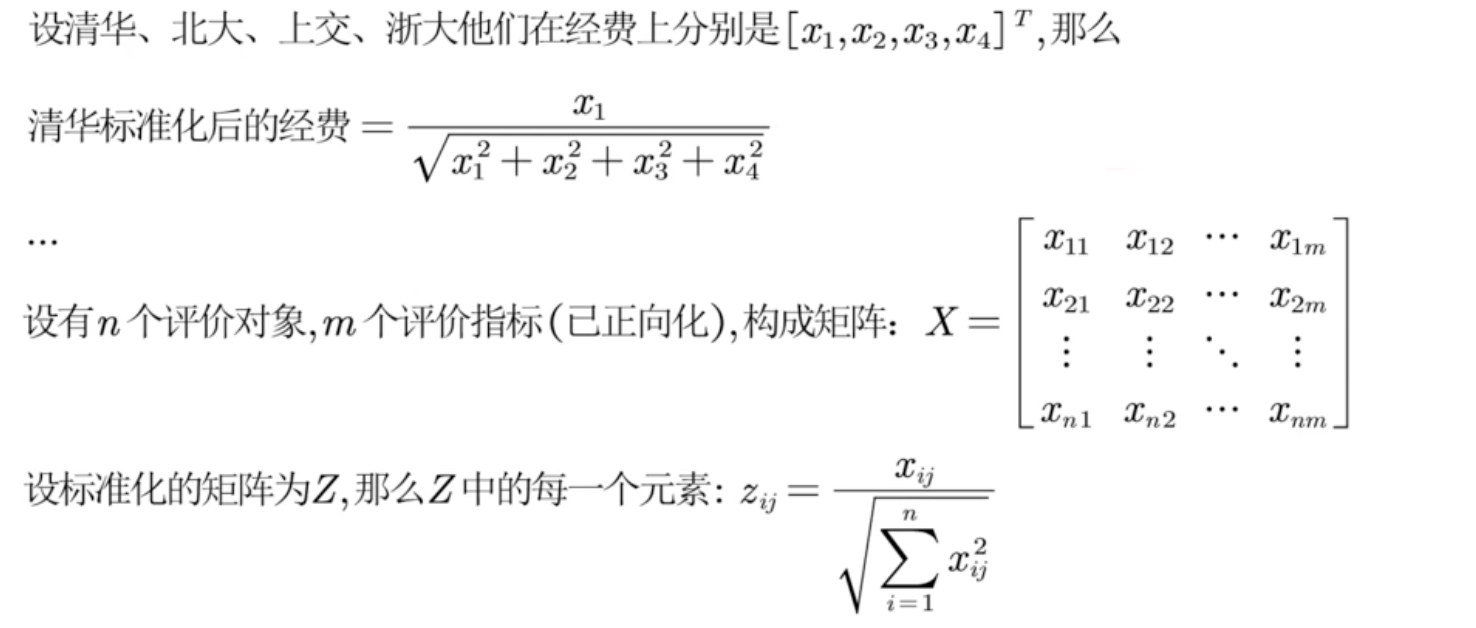 设清华、北大、上交、浙大他们在经费上分别是$[x_1,x_2,x_3,x_4]^T$,那么
清华标准化后的经费$=\dfrac{x_1}{\sqrt{x_1^2+x_2^2+x_3^2+x_4^2}}$
...
设有$n$个评价对象,$m$个评价指标(已正向化),构成矩阵：$X=\begin{bmatrix} x_{11} & x_{12} & \cdots & x_{1m} \\ x_{21} & x_{22} & \cdots & x_{2m} \\ \vdots & \vdots & \ddots & \vdots \\ x_{n1} & x_{n2} & \cdots & x_{nm} \end{bmatrix}$
设标准化的矩阵为$Z$,那么$Z$中的每一个元素：$z_{ij}=\dfrac{x_{ij}}{\sqrt{\sum_{i=1}^{n} x_{ij}^2}}$